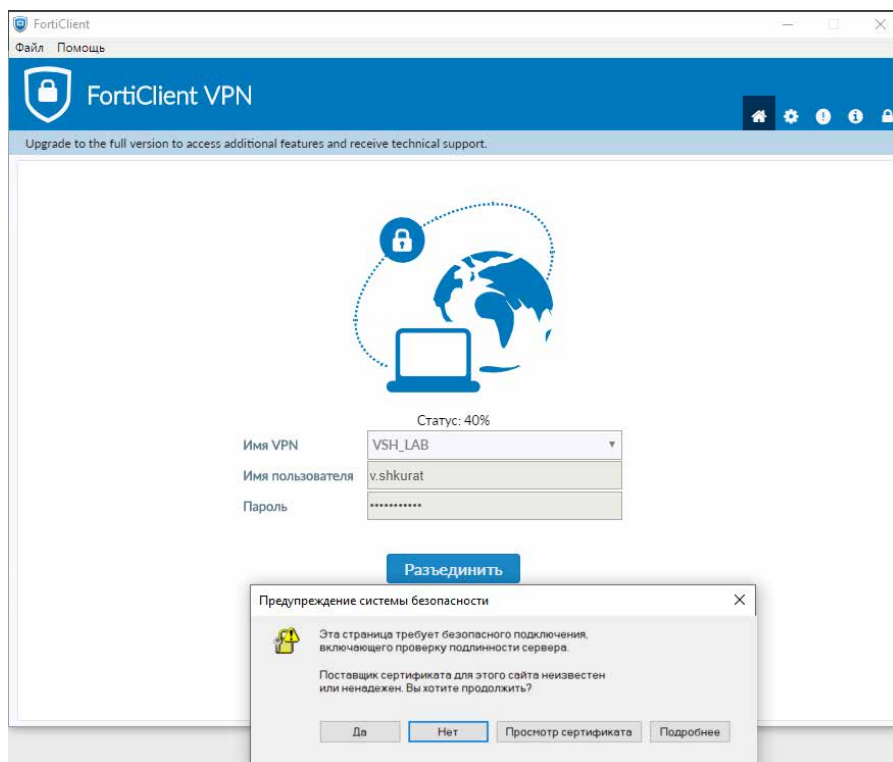 FortiClient
Файл Помощь
FortiClient VPN
Upgrade to the full version to access additional features and receive technical support.
Статус: 40%
Имя VPN VSH_LAB
Имя пользователя v.shkurat
Пароль •••••••••••
Разъединить
Предупреждение системы безопасности
Эта страница требует безопасного подключения,
включающего проверку подлинности сервера.
Поставщик сертификата для этого сайта неизвестен
или ненадежен. Вы хотите продолжить?
Да Нет Просмотр сертификата Подробнее